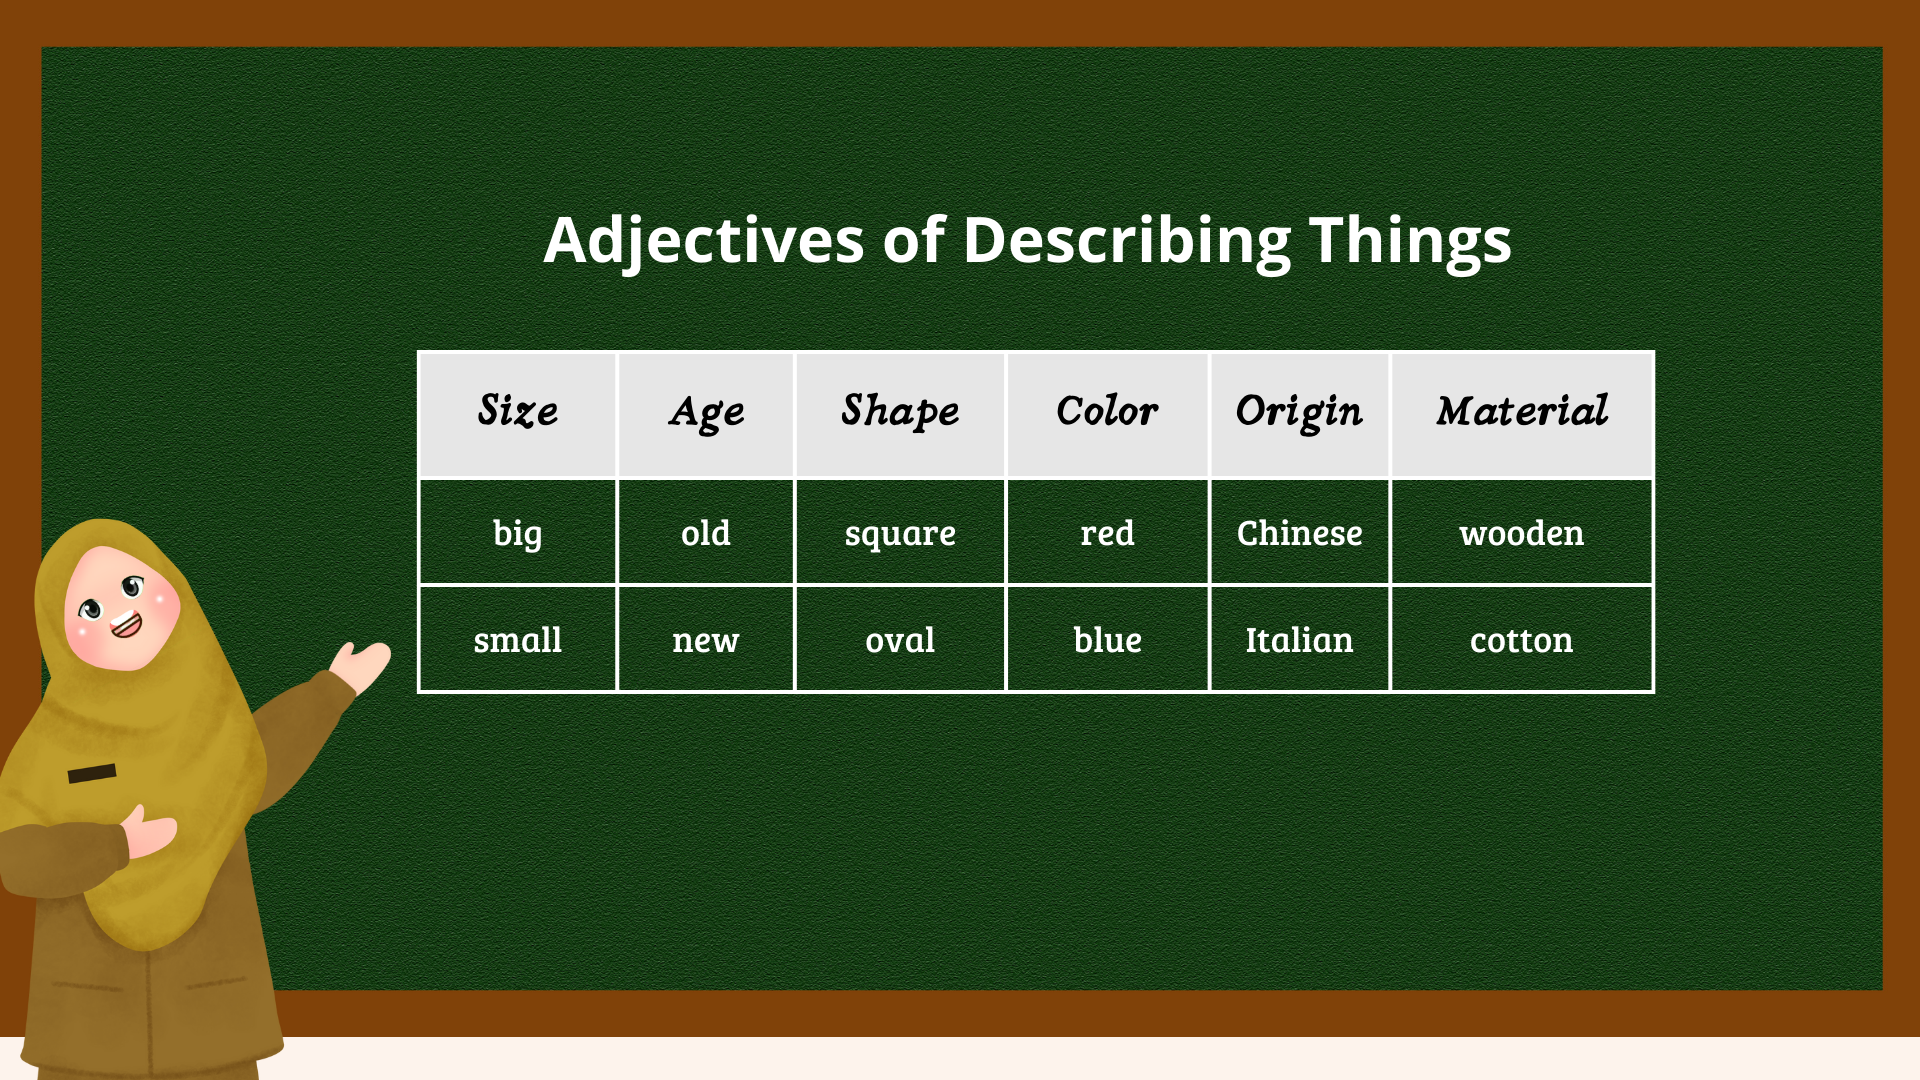 Adjectives of Describing Things
Size Age Shape Color Origin Material
big old square red Chinese wooden
small new oval blue Italian cotton